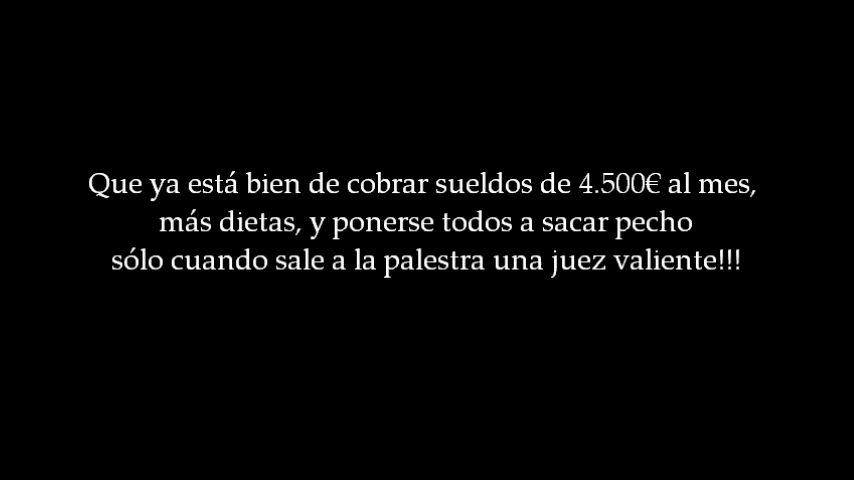 Que ya está bien de cobrar sueldos de 4.500€ al mes,
más dietas, y ponerse todos a sacar pecho
sólo cuando sale a la palestra una juez valiente!!!